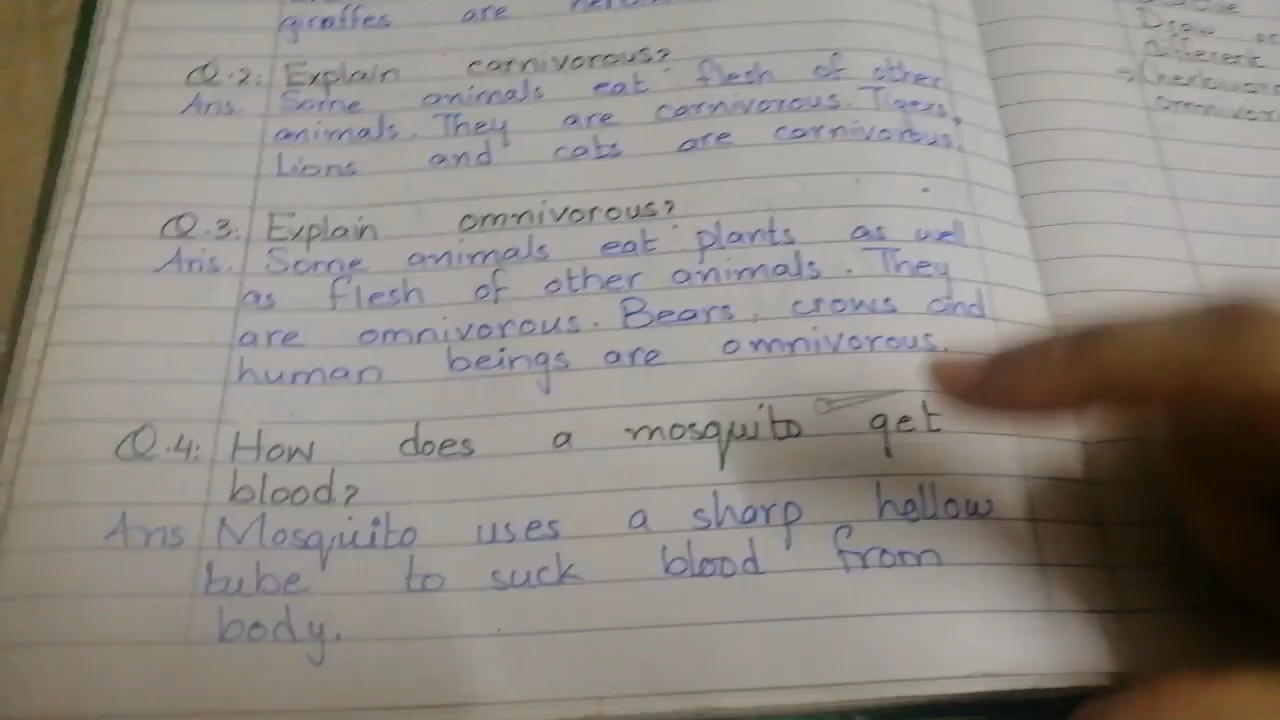 giraffes are
Q.2: Explain carnivorous?
Ans. Some animals eat flesh of other
animals. They are carnivorous. Tigers,
Lions and cats are carnivorous.
Q.3: Explain omnivorous?
Ans. Some animals eat plants as well
as flesh of other animals. They
are omnivorous. Bears, crows and
human beings are omnivorous.
Q.4: How does a mosquito get
blood?
Ans Mosquito uses a sharp hollow
tube to suck blood from
body.
Draw
Different